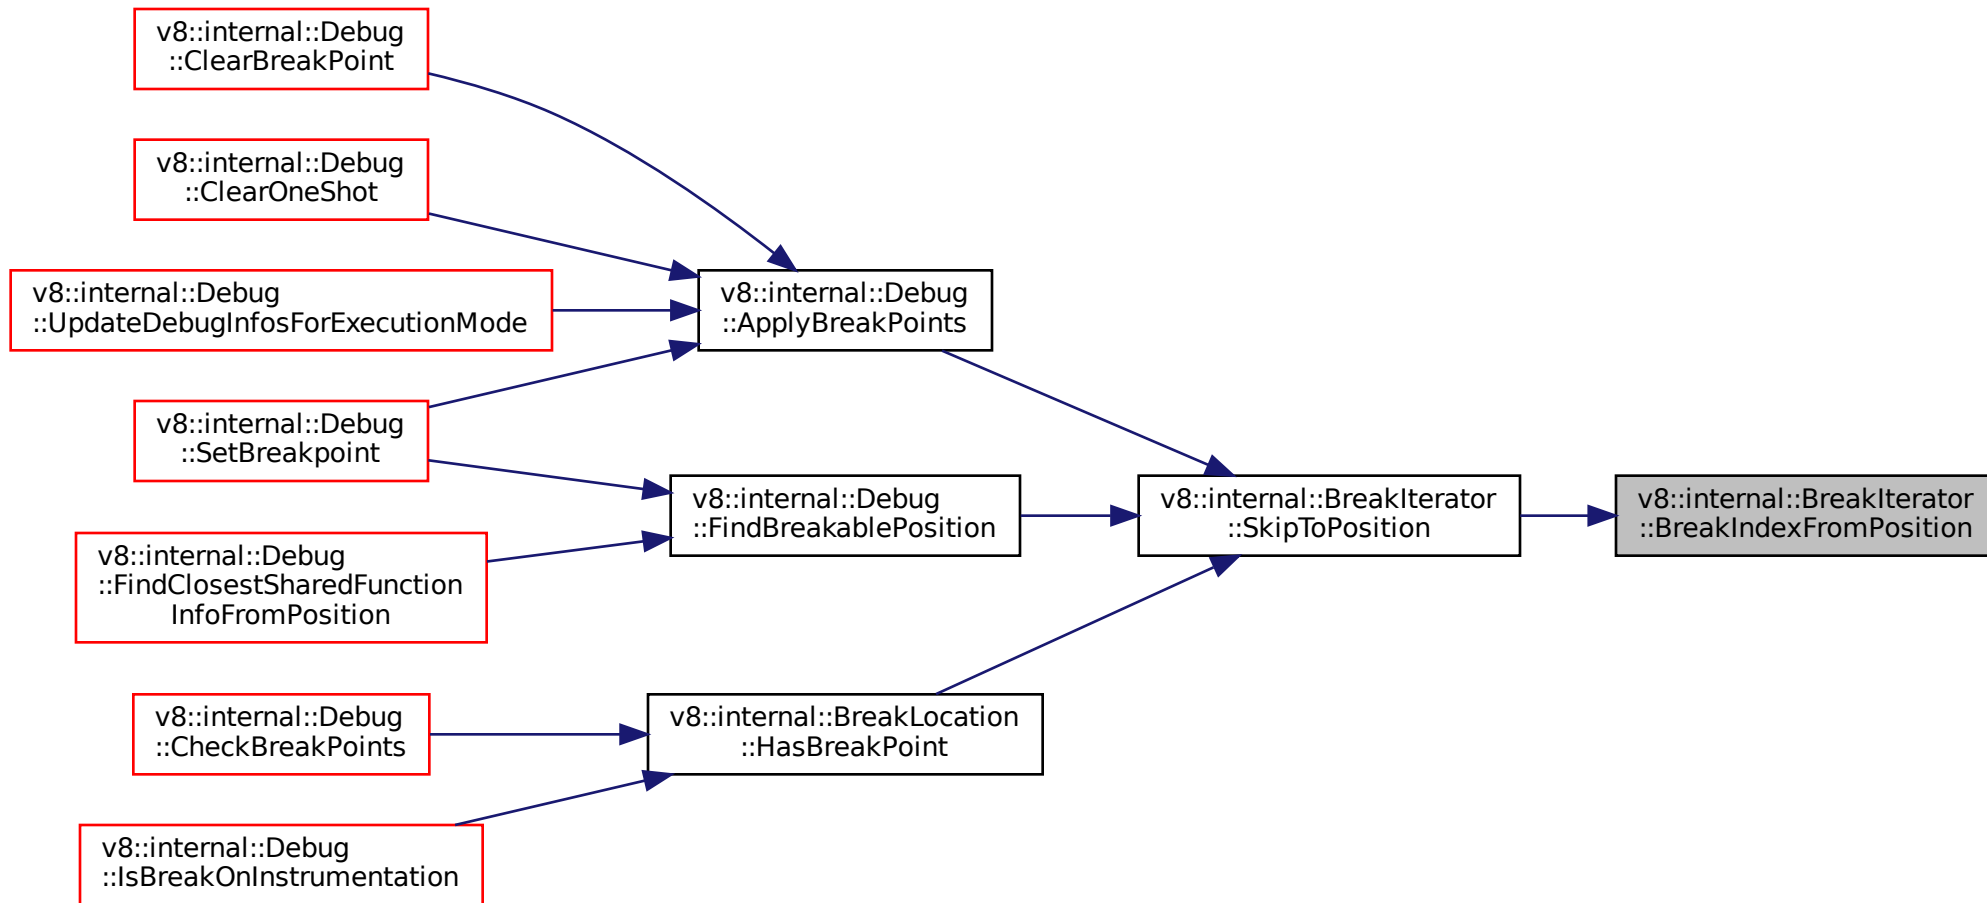 v8::internal::Debug
::ClearBreakPoint
v8::internal::Debug
::ClearOneShot
v8::internal::Debug
::UpdateDebugInfosForExecutionMode
v8::internal::Debug
::SetBreakpoint
v8::internal::Debug
::FindClosestSharedFunction
InfoFromPosition
v8::internal::Debug
::CheckBreakPoints
v8::internal::Debug
::IsBreakOnInstrumentation
v8::internal::Debug
::ApplyBreakPoints
v8::internal::Debug
::FindBreakablePosition
v8::internal::BreakLocation
::HasBreakPoint
v8::internal::BreakIterator
::SkipToPosition
v8::internal::BreakIterator
::BreakIndexFromPosition